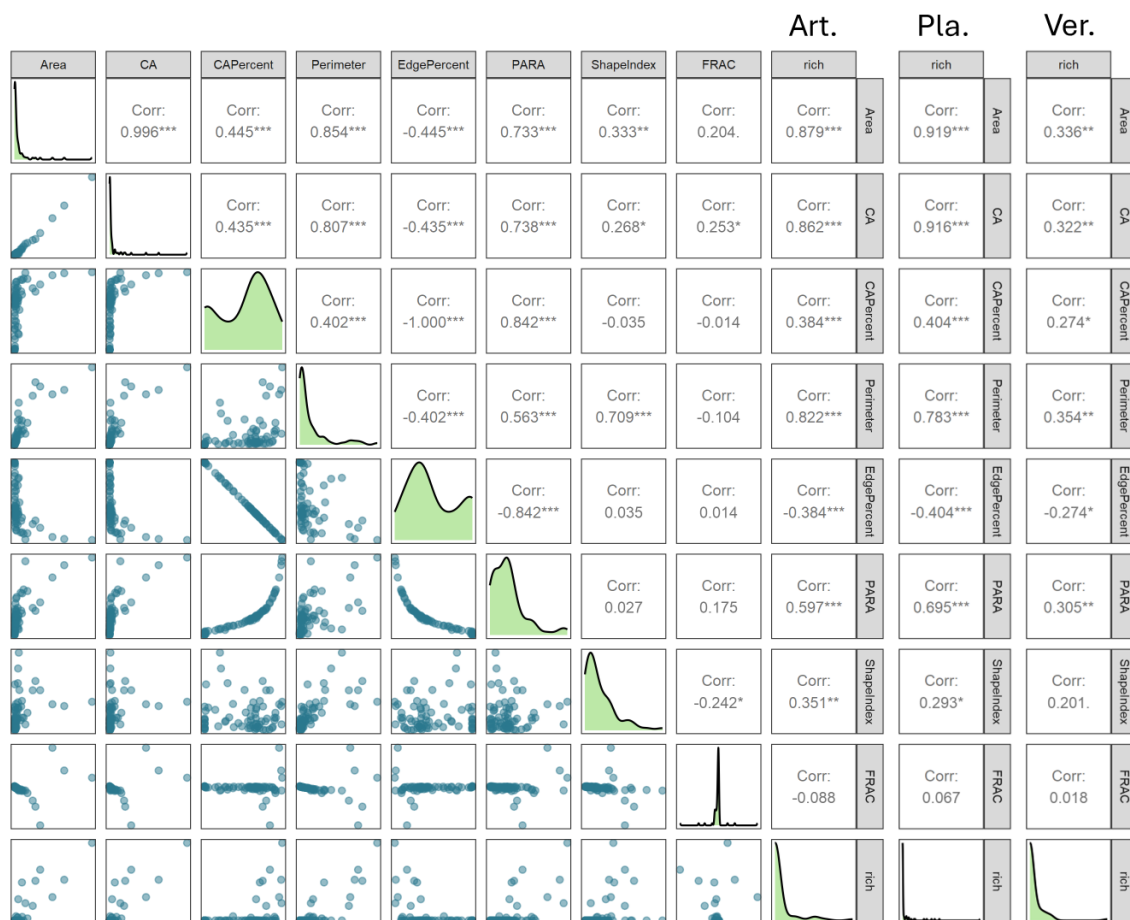 Art. Pla. Ver.
Area CA CAPercent Perimeter EdgePercent PARA ShapeIndex FRAC rich rich rich
Corr: Corr: Corr: Corr: Corr: Corr: Corr: Corr: Corr: Corr:
0.996*** 0.445*** 0.854*** -0.445*** 0.733*** 0.333** 0.204. 0.879*** 0.919*** 0.336**
Area Area Area
Corr: Corr: Corr: Corr: Corr: Corr: Corr: Corr: Corr:
0.435*** 0.807*** -0.435*** 0.738*** 0.268* 0.253* 0.862*** 0.916*** 0.322**
CA CA CA
Corr: Corr: Corr: Corr: Corr: Corr: Corr: Corr:
0.402*** -1.000*** 0.842*** -0.035 -0.014 0.384*** 0.404*** 0.274*
CAPercent CAPercent CAPercent
Corr: Corr: Corr: Corr: Corr: Corr: Corr:
-0.402*** 0.563*** 0.709*** -0.104 0.822*** 0.783*** 0.354**
Perimeter Perimeter Perimeter
Corr: Corr: Corr: Corr: Corr: Corr:
-0.842*** 0.035 0.014 -0.384*** -0.404*** -0.274*
EdgePercent EdgePercent EdgePercent
Corr: Corr: Corr: Corr: Corr:
0.027 0.175 0.597*** 0.695*** 0.305**
PARA PARA PARA
Corr: Corr: Corr: Corr:
-0.242* 0.351** 0.293* 0.201.
ShapeIndex ShapeIndex ShapeIndex
Corr: Corr: Corr:
-0.088 0.067 0.018
FRAC FRAC FRAC
rich rich rich